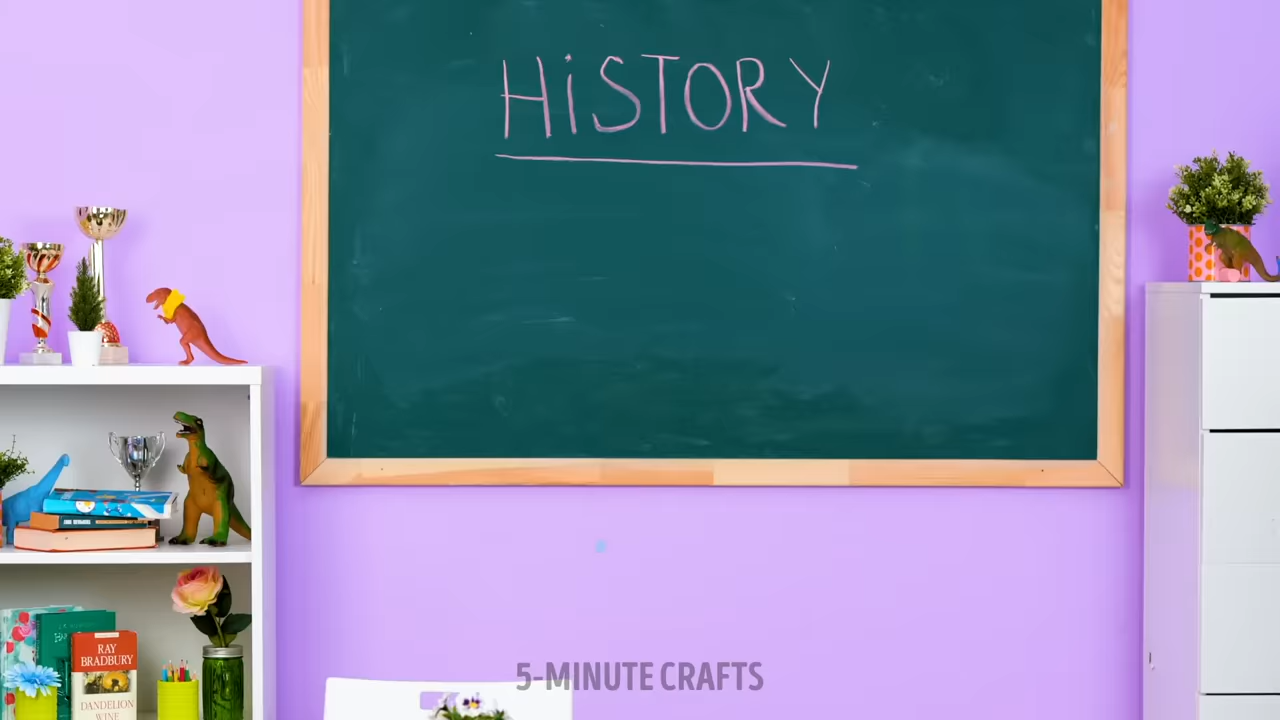 HiSTORY
RAY
BRADBURY
DANDELION
WINE
5-MINUTE CRAFTS